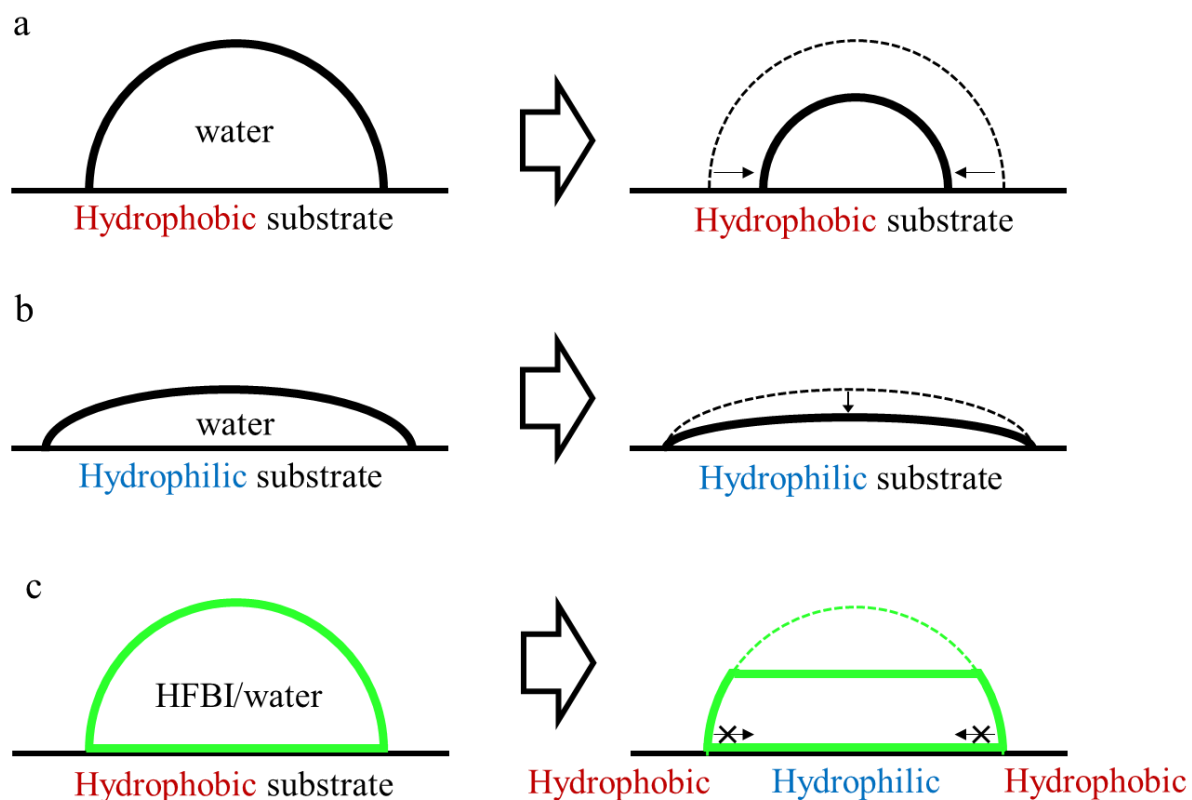 a
water
Hydrophobic substrate
Hydrophobic substrate
b
water
Hydrophilic substrate
Hydrophilic substrate
c
HFBI/water
Hydrophobic substrate
Hydrophobic Hydrophilic Hydrophobic